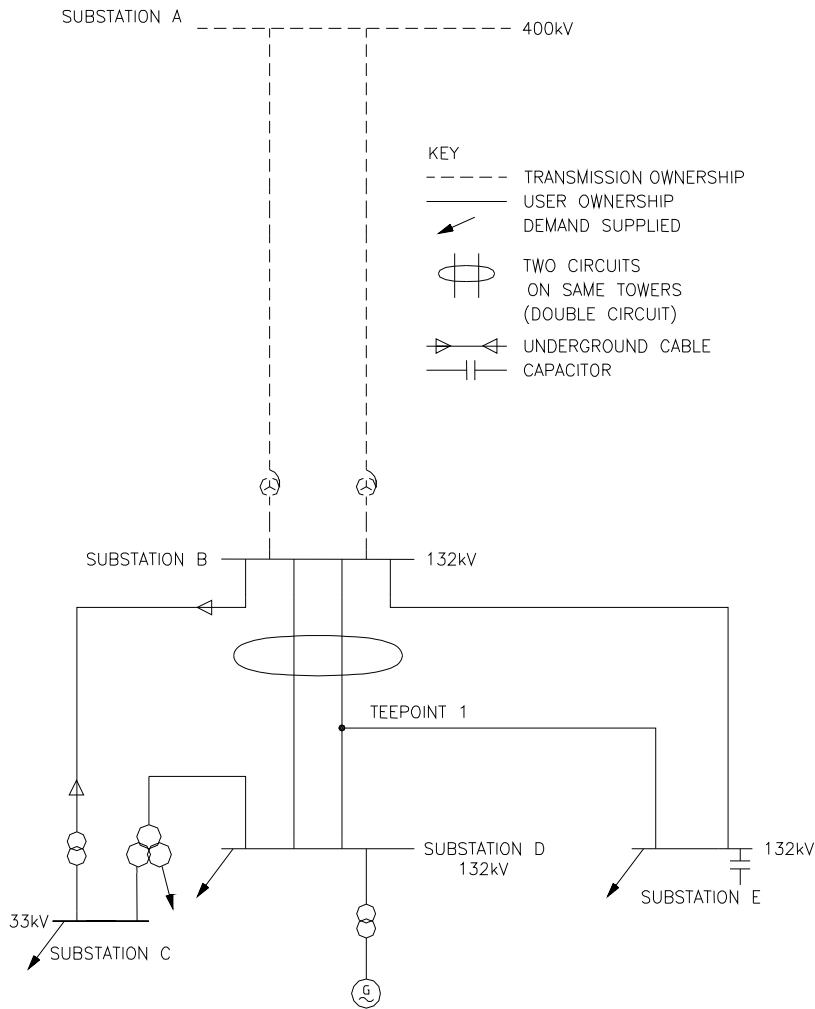 SUBSTATION A
400kV
KEY
TRANSMISSION OWNERSHIP
USER OWNERSHIP
DEMAND SUPPLIED
TWO CIRCUITS
ON SAME TOWERS
(DOUBLE CIRCUIT)
UNDERGROUND CABLE
CAPACITOR
SUBSTATION B
132kV
TEEPOINT 1
SUBSTATION D
132kV
132kV
SUBSTATION E
33kV
SUBSTATION C
G